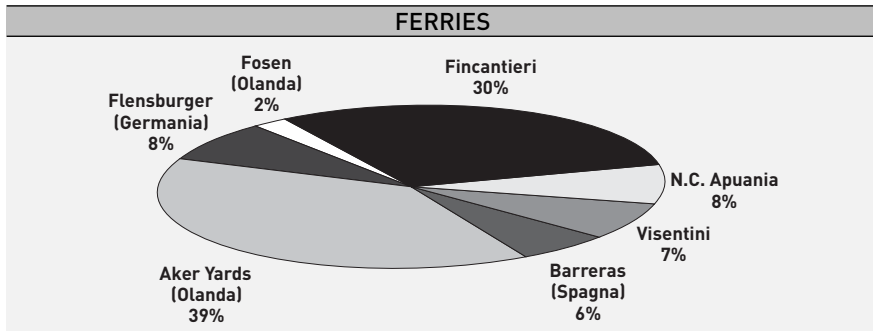 FERRIES
Fosen
(Olanda)
2%
Fincantieri
30%
Flensburger
(Germania)
8%
N.C. Apuania
8%
Visentini
7%
Barreras
(Spagna)
6%
Aker Yards
(Olanda)
39%